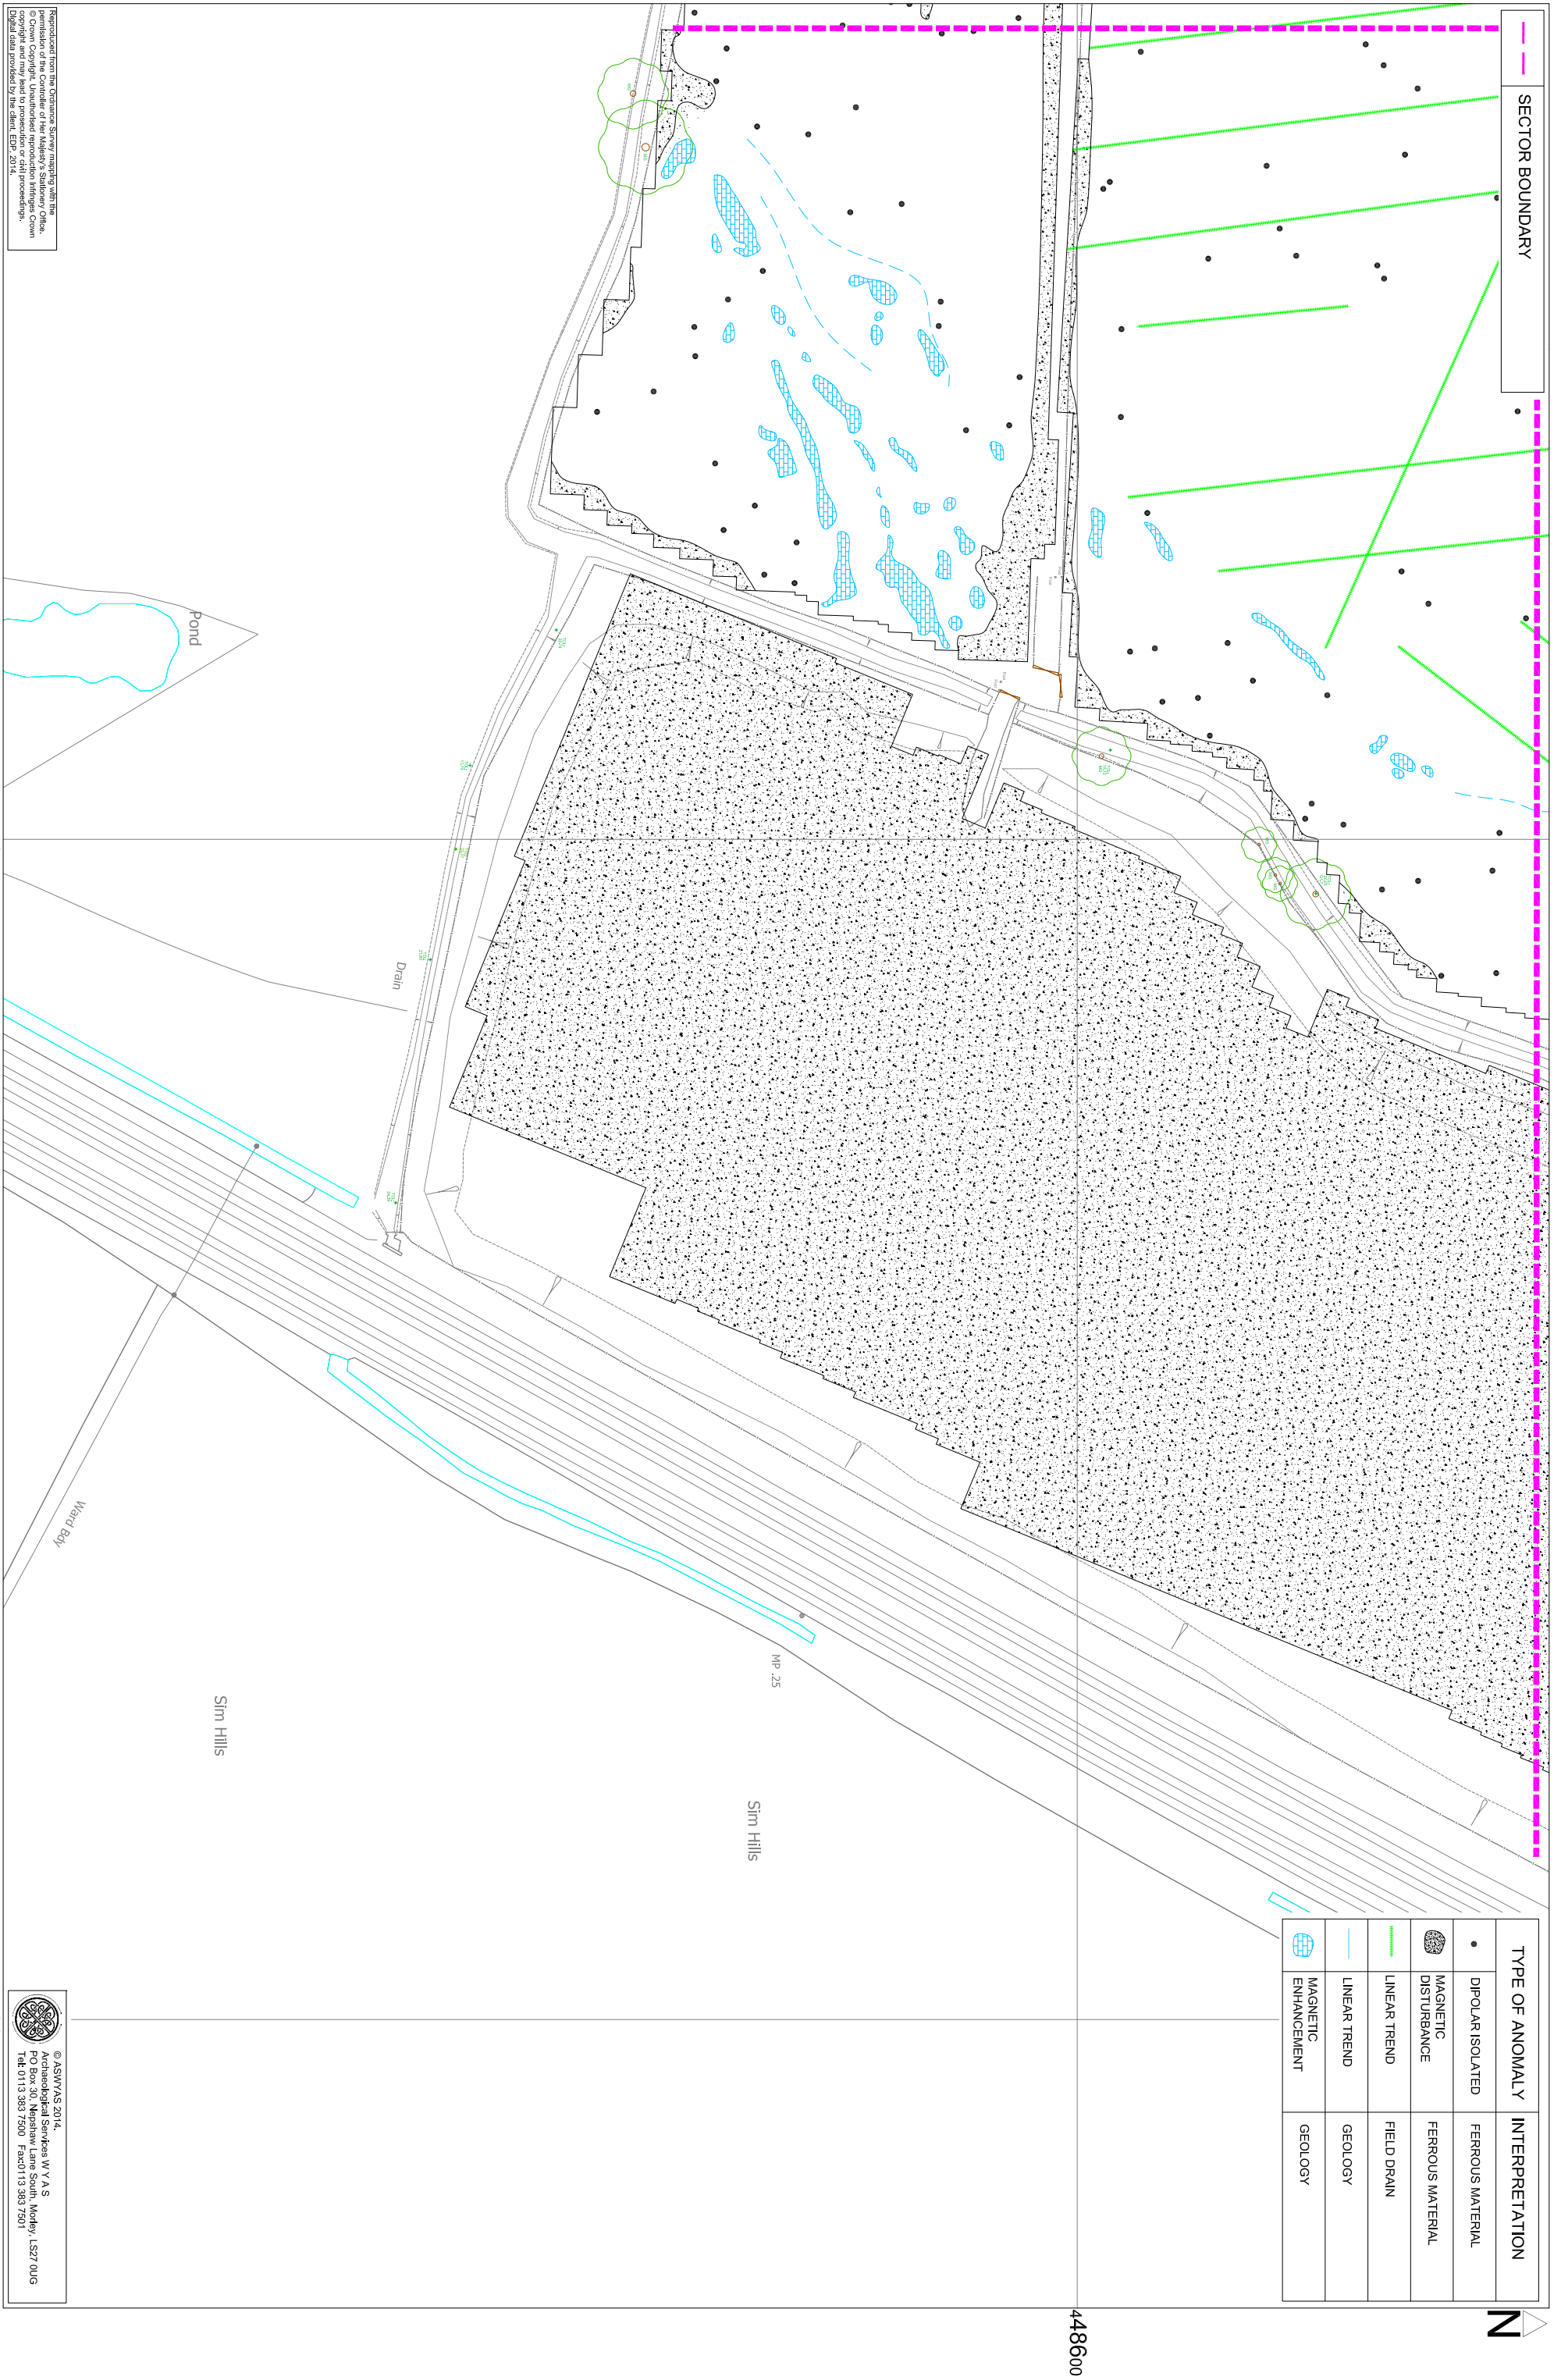 SECTOR BOUNDARY
TYPE OF ANOMALY INTERPRETATION
DIPOLAR ISOLATED FERROUS MATERIAL
MAGNETIC
DISTURBANCE
FERROUS MATERIAL
LINEAR TREND FIELD DRAIN
LINEAR TREND GEOLOGY
MAGNETIC
ENHANCEMENT
GEOLOGY
N
448600
Pond
Drain
Ward Bdy
MP .25
Sim Hills
Sim Hills
Reproduced from the Ordnance Survey mapping with the
permission of the Controller of Her Majesty's Stationery Office.
© Crown Copyright. Unauthorised reproduction infringes Crown
copyright and may lead to prosecution or civil proceedings.
Digital data provided by the client, EDP, 2014.
© ASWYAS 2014.
Archaeological Services W Y A S
PO Box 30, Nepshaw Lane South, Morley, LS27 0UG
Tel: 0113 383 7500 Fax:0113 383 7501